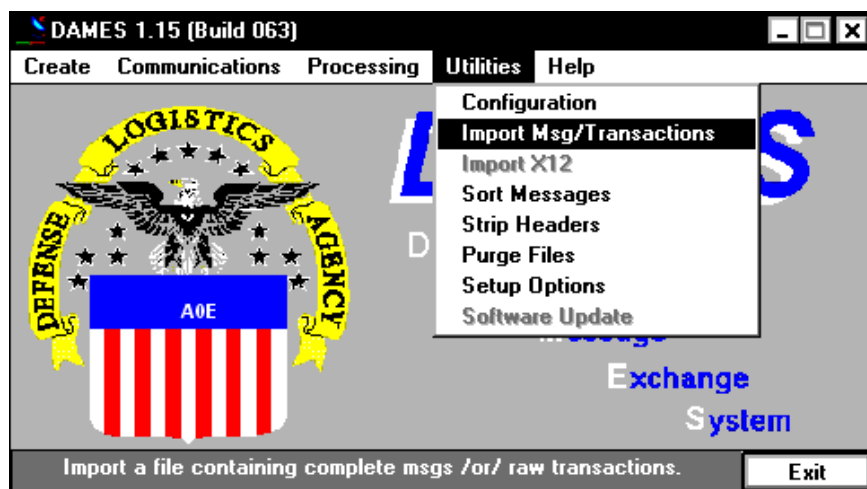 DAMES 1.15 (Build 063)
Create Communications Processing Utilities Help
Configuration
Import Msg/Transactions
Import X12
Sort Messages
Strip Headers
Purge Files
Setup Options
Software Update
DEFENSE LOGISTICS AGENCY
A0E
D
S
Exchange
System
Import a file containing complete msgs /or/ raw transactions.
Exit